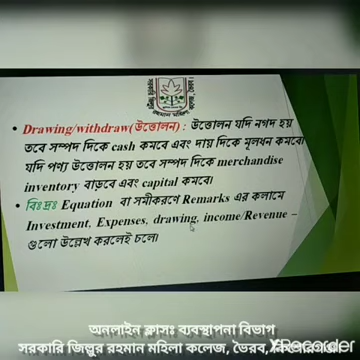 • Drawing/withdraw(উত্তোলন) : উত্তোলন যদি নগদ হয়
তবে সম্পদ দিকে cash কমবে এবং দায় দিকে মূলধন কমবে।
যদি পণ্য উত্তোলন হয় তবে সম্পদ দিকে merchandise
inventory বাড়বে এবং capital কমবে।
• বিঃদ্রঃ Equation বা সমীকরণে Remarks এর কলামে
Investment, Expenses, drawing, income/Revenue –
গুলো উল্লেখ করলেই চলে।
অনলাইন ক্লাসঃ ব্যবস্থাপনা বিভাগ
সরকারি জিল্লুর রহমান মহিলা কলেজ, ভৈরব, কিশোরগঞ্জ
XRecorder